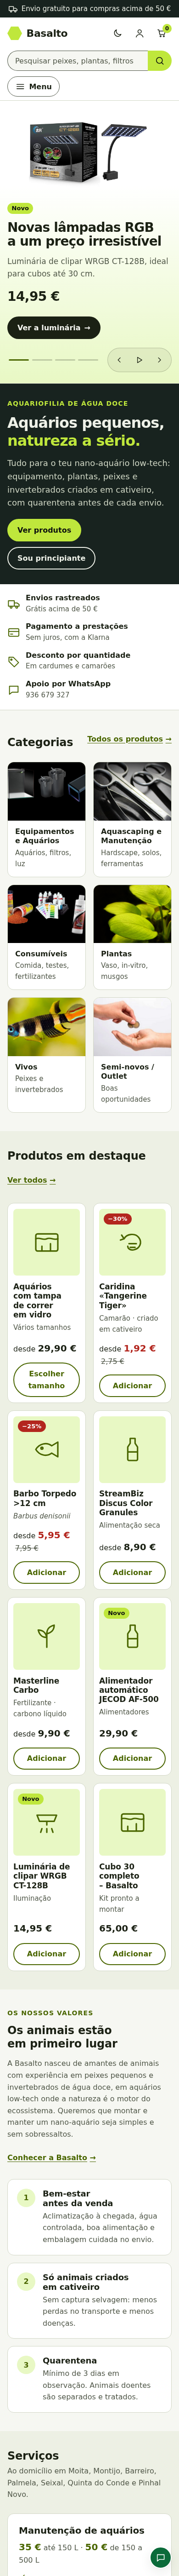 Envio gratuito para compras acima de 50 €
Basalto
0
Pesquisar peixes, plantas, filtros
Menu
Novo
Novas lâmpadas RGB
a um preço irresistível
Luminária de clipar WRGB CT-128B, ideal
para cubos até 30 cm.
14,95 €
Ver a luminária →
AQUARIOFILIA DE ÁGUA DOCE
Aquários pequenos,
natureza a sério.
Tudo para o teu nano-aquário low-tech:
equipamento, plantas, peixes e
invertebrados criados em cativeiro,
com quarentena antes de cada envio.
Ver produtos
Sou principiante
Envios rastreados
Grátis acima de 50 €
Pagamento a prestações
Sem juros, com a Klarna
Desconto por quantidade
Em cardumes e camarões
Apoio por WhatsApp
936 679 327
Categorias
Todos os produtos →
Equipamentos
e Aquários
Aquários, filtros,
luz
Aquascaping e
Manutenção
Hardscape, solos,
ferramentas
Consumíveis
Comida, testes,
fertilizantes
Plantas
Vaso, in-vitro,
musgos
Vivos
Peixes e
invertebrados
Semi-novos /
Outlet
Boas
oportunidades
Produtos em destaque
Ver todos →
Aquários
com tampa
de correr
em vidro
Vários tamanhos
desde 29,90 €
Escolher
tamanho
−30%
Caridina
«Tangerine
Tiger»
Camarão · criado
em cativeiro
desde 1,92 €
2,75 €
Adicionar
−25%
Barbo Torpedo
>12 cm
Barbus denisonii
desde 5,95 €
7,95 €
Adicionar
StreamBiz
Discus Color
Granules
Alimentação seca
desde 8,90 €
Adicionar
Masterline
Carbo
Fertilizante ·
carbono líquido
desde 9,90 €
Adicionar
Novo
Alimentador
automático
JECOD AF-500
Alimentadores
29,90 €
Adicionar
Novo
Luminária de
clipar WRGB
CT-128B
Iluminação
14,95 €
Adicionar
Cubo 30
completo
– Basalto
Kit pronto a
montar
65,00 €
Adicionar
OS NOSSOS VALORES
Os animais estão
em primeiro lugar
A Basalto nasceu de amantes de animais
com experiência em peixes pequenos e
invertebrados de água doce, em aquários
low-tech onde a natureza é o motor do
ecossistema. Queremos que montar e
manter um nano-aquário seja simples e
sem sobressaltos.
Conhecer a Basalto →
1
Bem-estar
antes da venda
Aclimatização à chegada, água
controlada, boa alimentação e
embalagem cuidada no envio.
2
Só animais criados
em cativeiro
Sem captura selvagem: menos
perdas no transporte e menos
doenças.
3
Quarentena
Mínimo de 3 dias em
observação. Animais doentes
são separados e tratados.
Serviços
Ao domicílio em Moita, Montijo, Barreiro,
Palmela, Seixal, Quinta do Conde e Pinhal
Novo.
Manutenção de aquários
35 € até 150 L · 50 € de 150 a
500 L